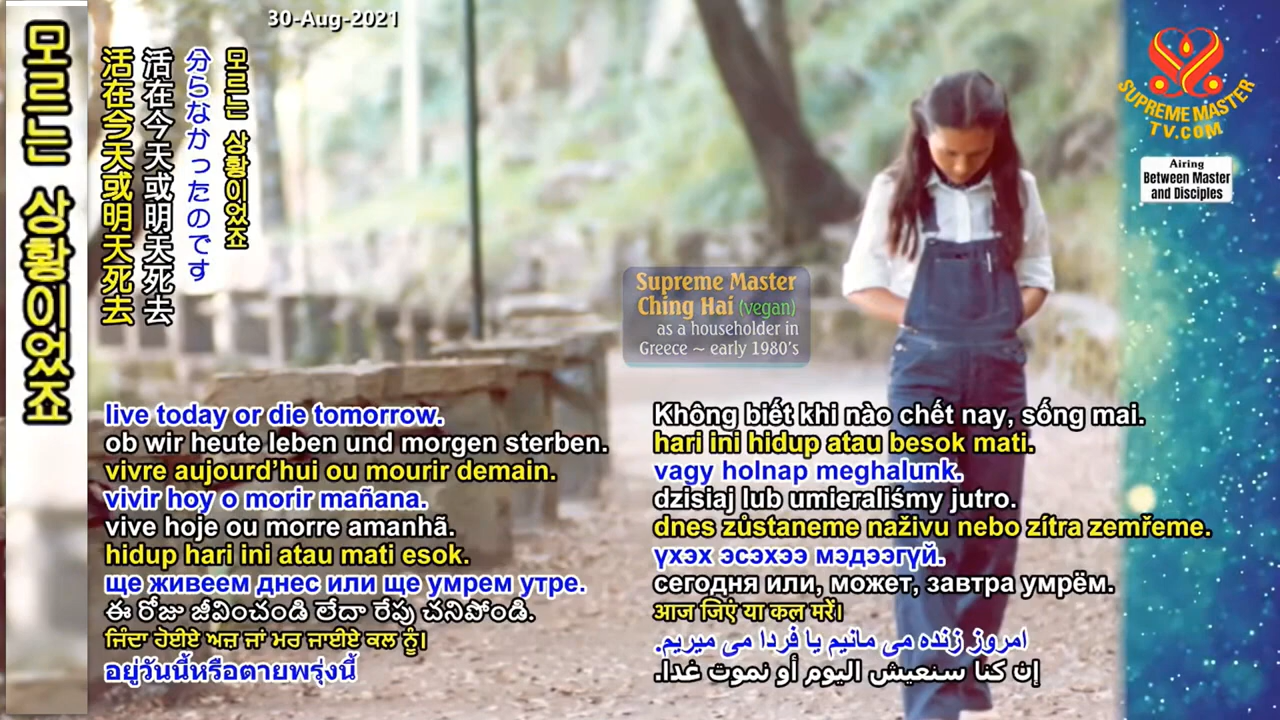 30-Aug-2021
모르는 상황이었죠
모르는 상황이었죠
分らなかったのです
活在今天或明天死去
活在今天或明天死去
SUPREME MASTER
TV.COM
Airing
Between Master
and Disciples
Supreme Master
Ching Hai (vegan)
as a householder in
Greece ~ early 1980's
live today or die tomorrow.
ob wir heute leben und morgen sterben.
vivre aujourd'hui ou mourir demain.
vivir hoy o morir mañana.
vive hoje ou morre amanhã.
hidup hari ini atau mati esok.
ще живеем днес или ще умрем утре.
ఈ రోజు జీవించండి లేదా రేపు చనిపోండి.
ਜ਼ਿੰਦਾ ਹੋਈਏ ਅਜ਼ ਜਾਂ ਮਰ ਜਾਈਏ ਕਲ ਨੂੰ।
อยู่วันนี้หรือตายพรุ่งนี้
Không biết khi nào chết nay, sống mai.
hari ini hidup atau besok mati.
vagy holnap meghalunk.
dzisiaj lub umieraliśmy jutro.
dnes zůstaneme naživu nebo zítra zemřeme.
үхэх эсэхээ мэдээгүй.
сегодня или, может, завтра умрём.
आज जिएं या कल मरें।
امروز زنده می مانیم یا فردا می میریم.
إن كنا سنعيش اليوم أو نموت غدا.